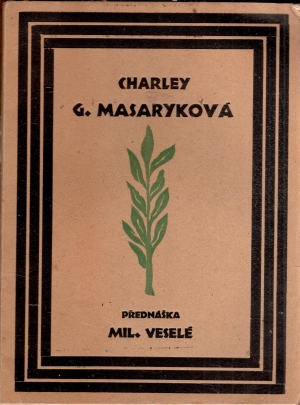 CHARLEY
G. MASARYKOVÁ
PŘEDNÁŠKA
MIL. VESELÉ